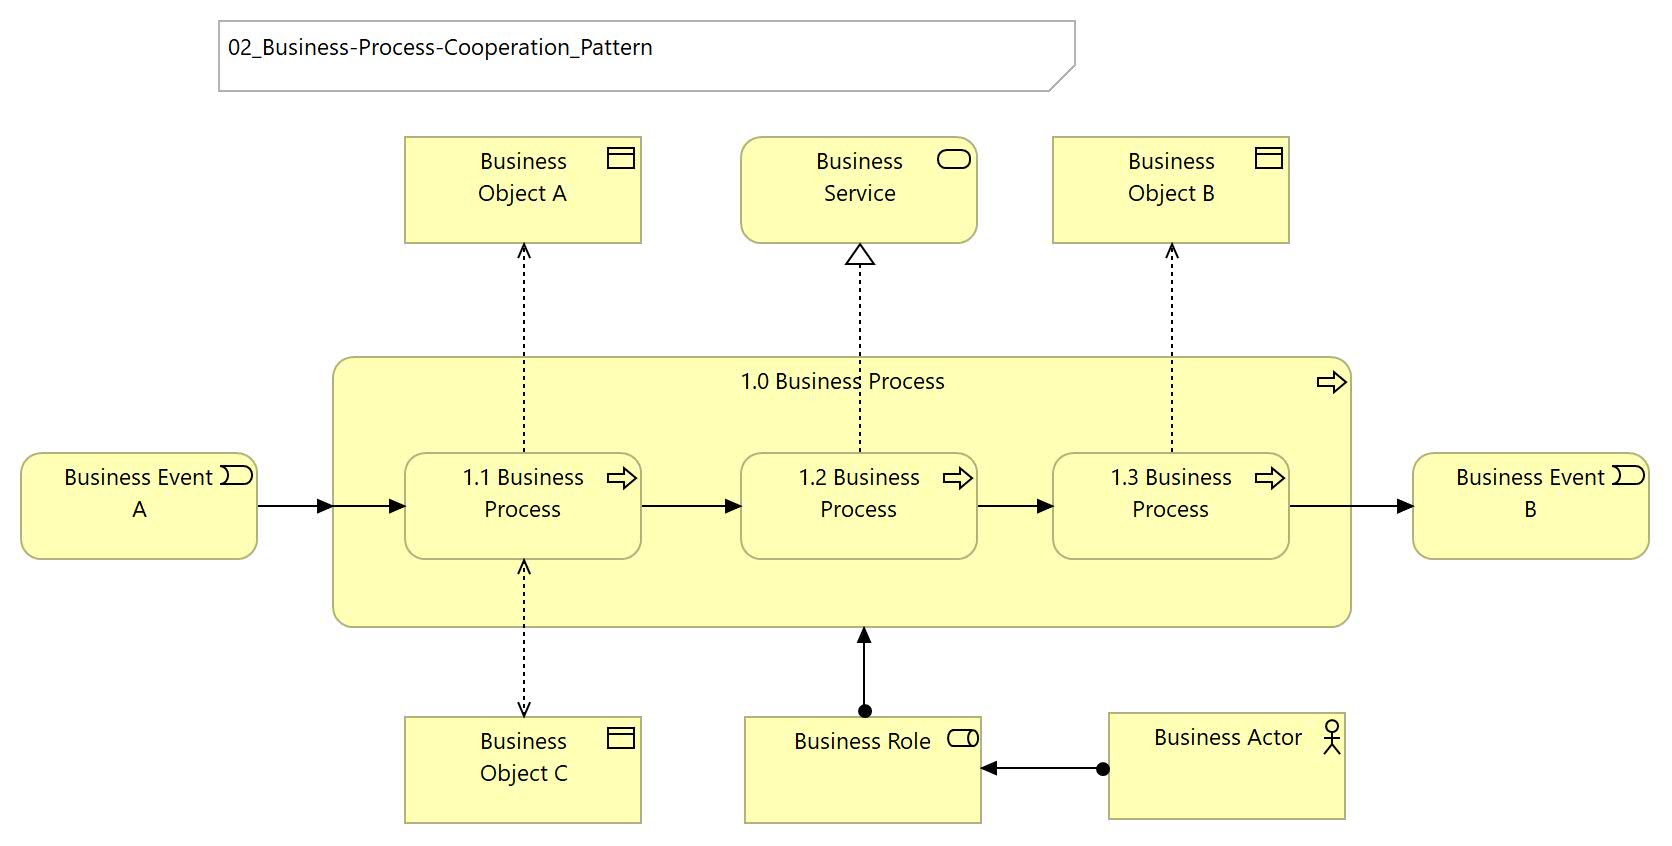 02_Business-Process-Cooperation_Pattern
Business
Object A
Business
Service
Business
Object B
1.0 Business Process
Business Event
A
1.1 Business
Process
1.2 Business
Process
1.3 Business
Process
Business Event
B
Business
Object C
Business Role
Business Actor